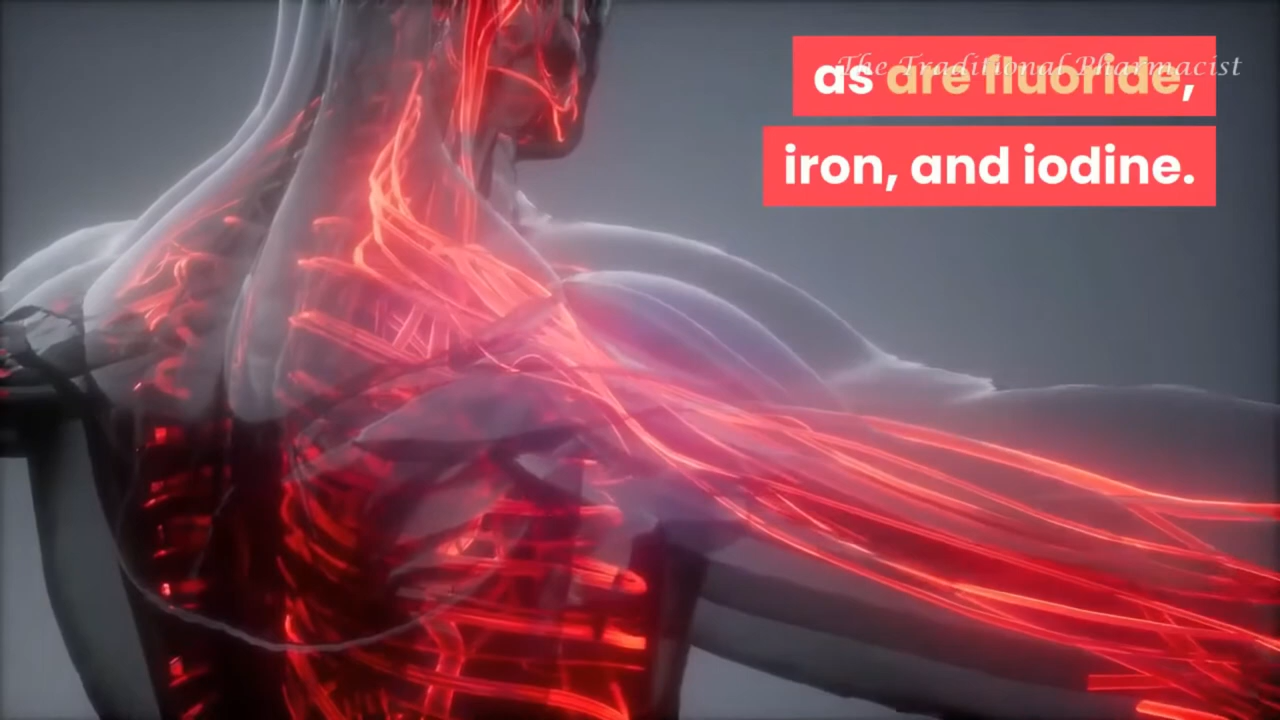 The Traditional Pharmacist
as are fluoride,
iron, and iodine.